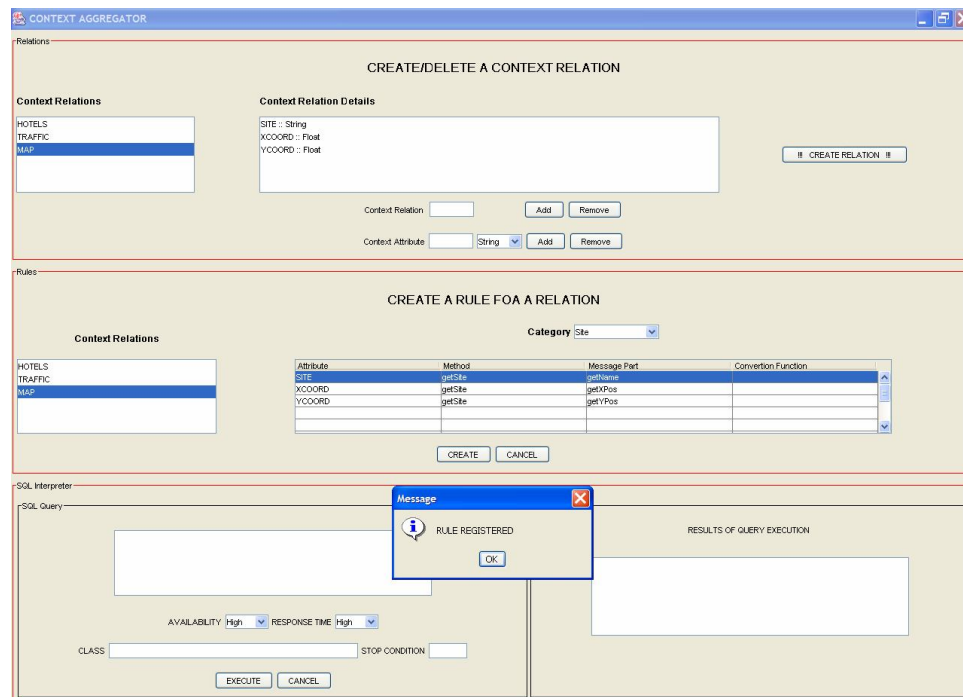 CONTEXT AGGREGATOR
Relations
CREATE/DELETE A CONTEXT RELATION
Context Relations
Context Relation Details
HOTELS
TRAFFIC
MAP
SITE :: String
XCOORD :: Float
YCOORD :: Float
!!! CREATE RELATION !!!
Context Relation Add Remove
Context Attribute String Add Remove
Rules
CREATE A RULE FOA A RELATION
Context Relations
Category Site
HOTELS
TRAFFIC
MAP
Attribute Method Message Part Convertion Function
SITE getSite getName
XCOORD getSite getXPos
YCOORD getSite getYPos
CREATE CANCEL
SQL Interpreter
SQL Query
Message
RULE REGISTERED
OK
RESULTS OF QUERY EXECUTION
AVAILABILITY High RESPONSE TIME High
CLASS STOP CONDITION
EXECUTE CANCEL